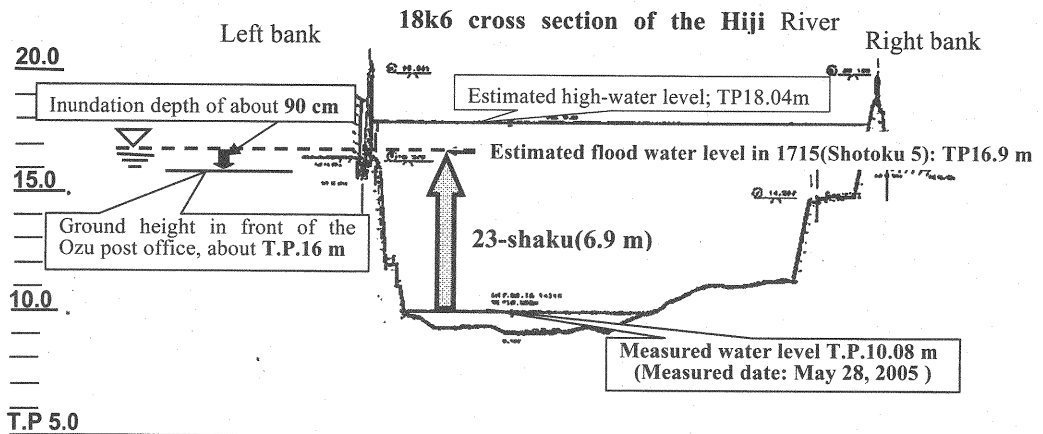 18k6 cross section of the Hiji River
Left bank
Right bank
20.0
Inundation depth of about 90 cm
Estimated high-water level; TP18.04m
Estimated flood water level in 1715(Shotoku 5): TP16.9 m
15.0
Ground height in front of the
Ozu post office, about T.P.16 m
23-shaku(6.9 m)
10.0
Measured water level T.P.10.08 m
(Measured date: May 28, 2005 )
T.P 5.0